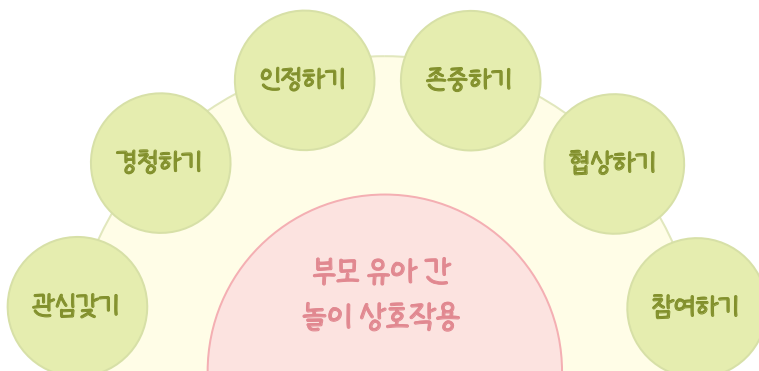 인정하기
존중하기
경청하기
협상하기
부모 유아 간
놀이 상호작용
관심갖기
참여하기